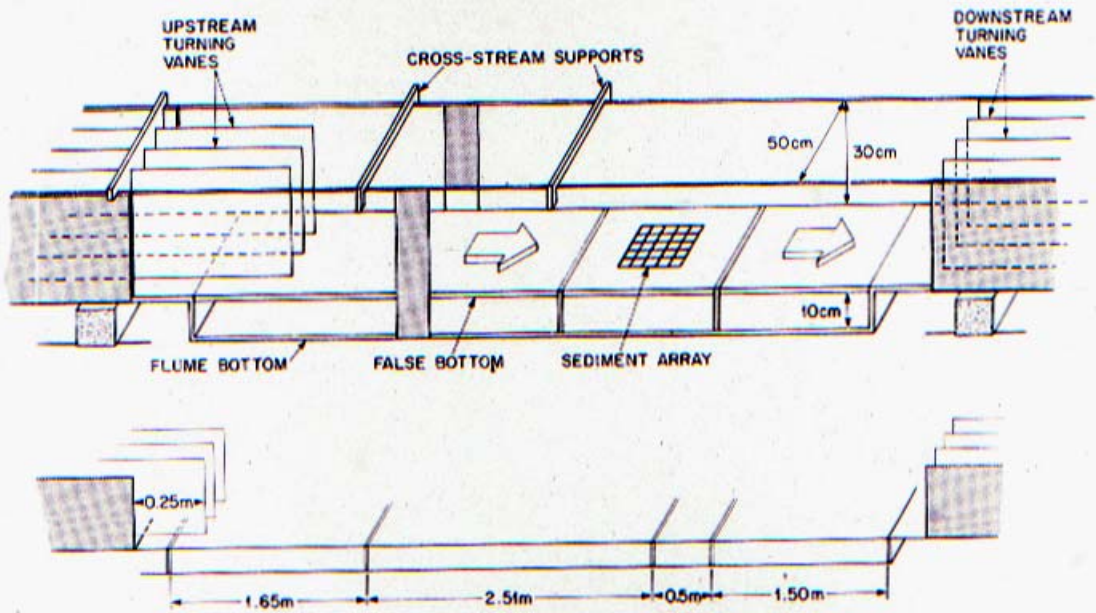 UPSTREAM
TURNING
VANES
CROSS-STREAM SUPPORTS
DOWNSTREAM
TURNING
VANES
50cm
30cm
10cm
FLUME BOTTOM
FALSE BOTTOM
SEDIMENT ARRAY
0.25m
1.65m
2.51m
0.5m
1.50m